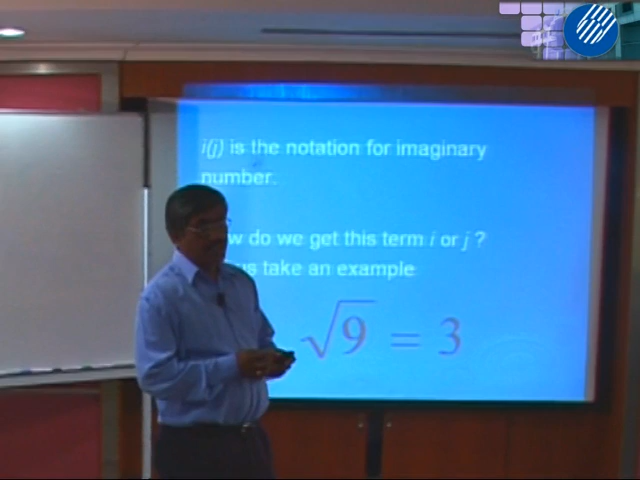 i(j) is the notation for imaginary
number.
w do we get this term i or j ?
us take an example
√9 = 3